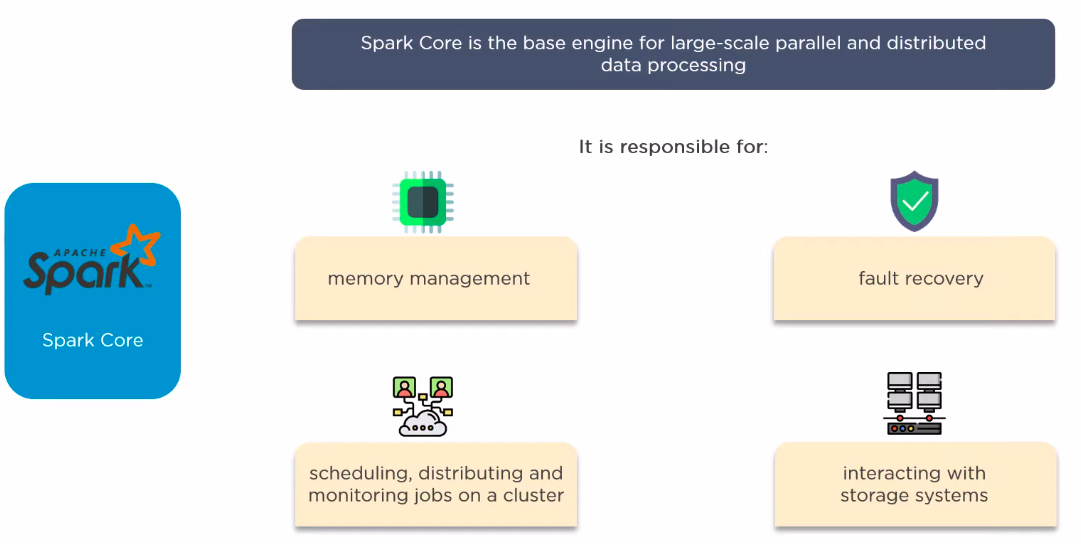 Spark Core is the base engine for large-scale parallel and distributed
data processing
It is responsible for:
APACHE
Spark™
Spark Core
memory management
fault recovery
scheduling, distributing and
monitoring jobs on a cluster
interacting with
storage systems